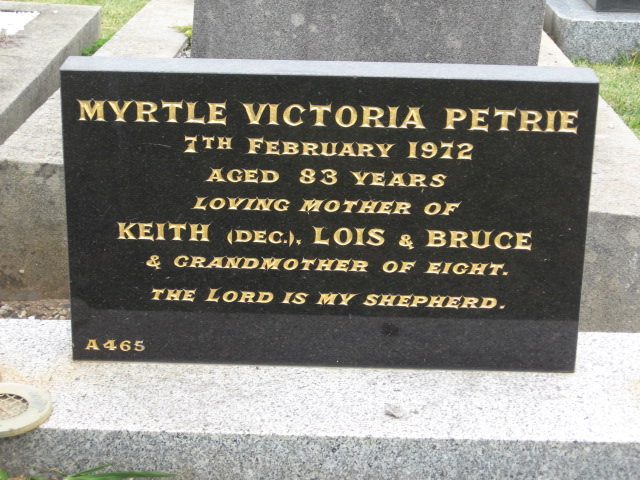 MYRTLE VICTORIA PETRIE
7TH FEBRUARY 1972
AGED 83 YEARS
LOVING MOTHER OF
KEITH (DEC.), LOIS & BRUCE
& GRANDMOTHER OF EIGHT.
THE LORD IS MY SHEPHERD.
A465